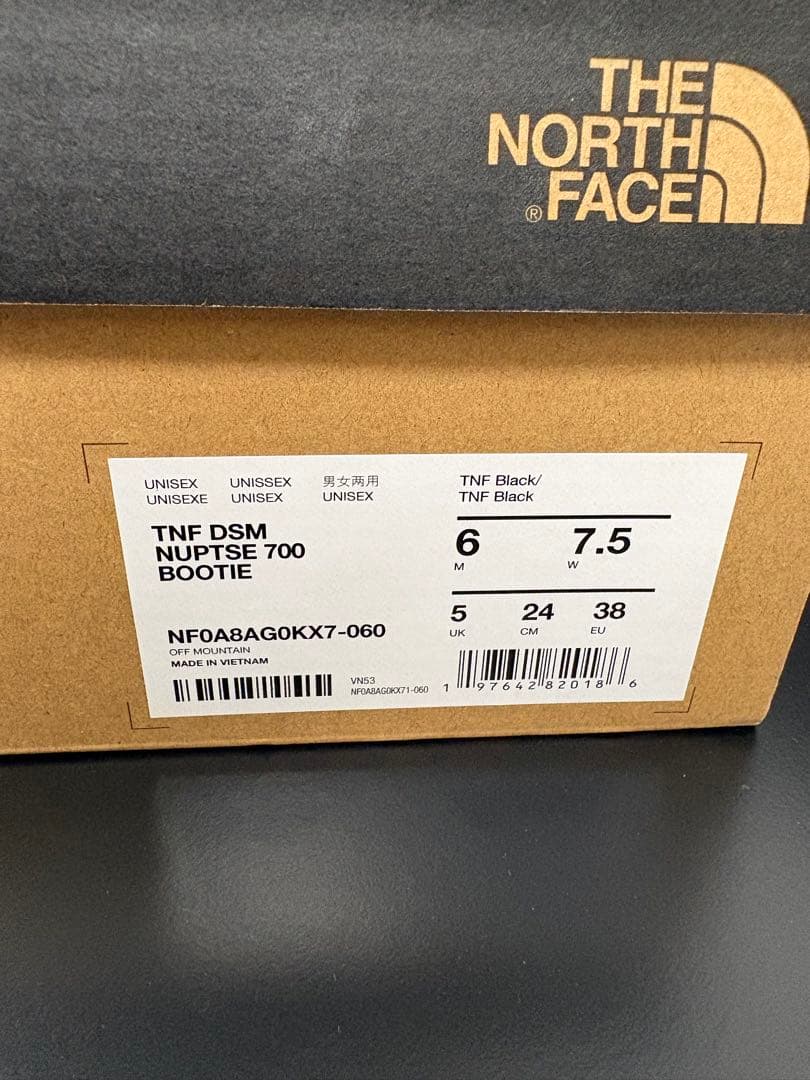 THE
NORTH
FACE
®
UNISEX UNISSEX 男女两用
UNISEXE UNISEX UNISEX
TNF DSM
NUPTSE 700
BOOTIE
NF0A8AG0KX7-060
OFF MOUNTAIN
MADE IN VIETNAM
VN53
NF0A8AG0KX71-060
TNF Black/
TNF Black
6 7.5
M W
5 24 38
UK CM EU
1 97642 82018 6